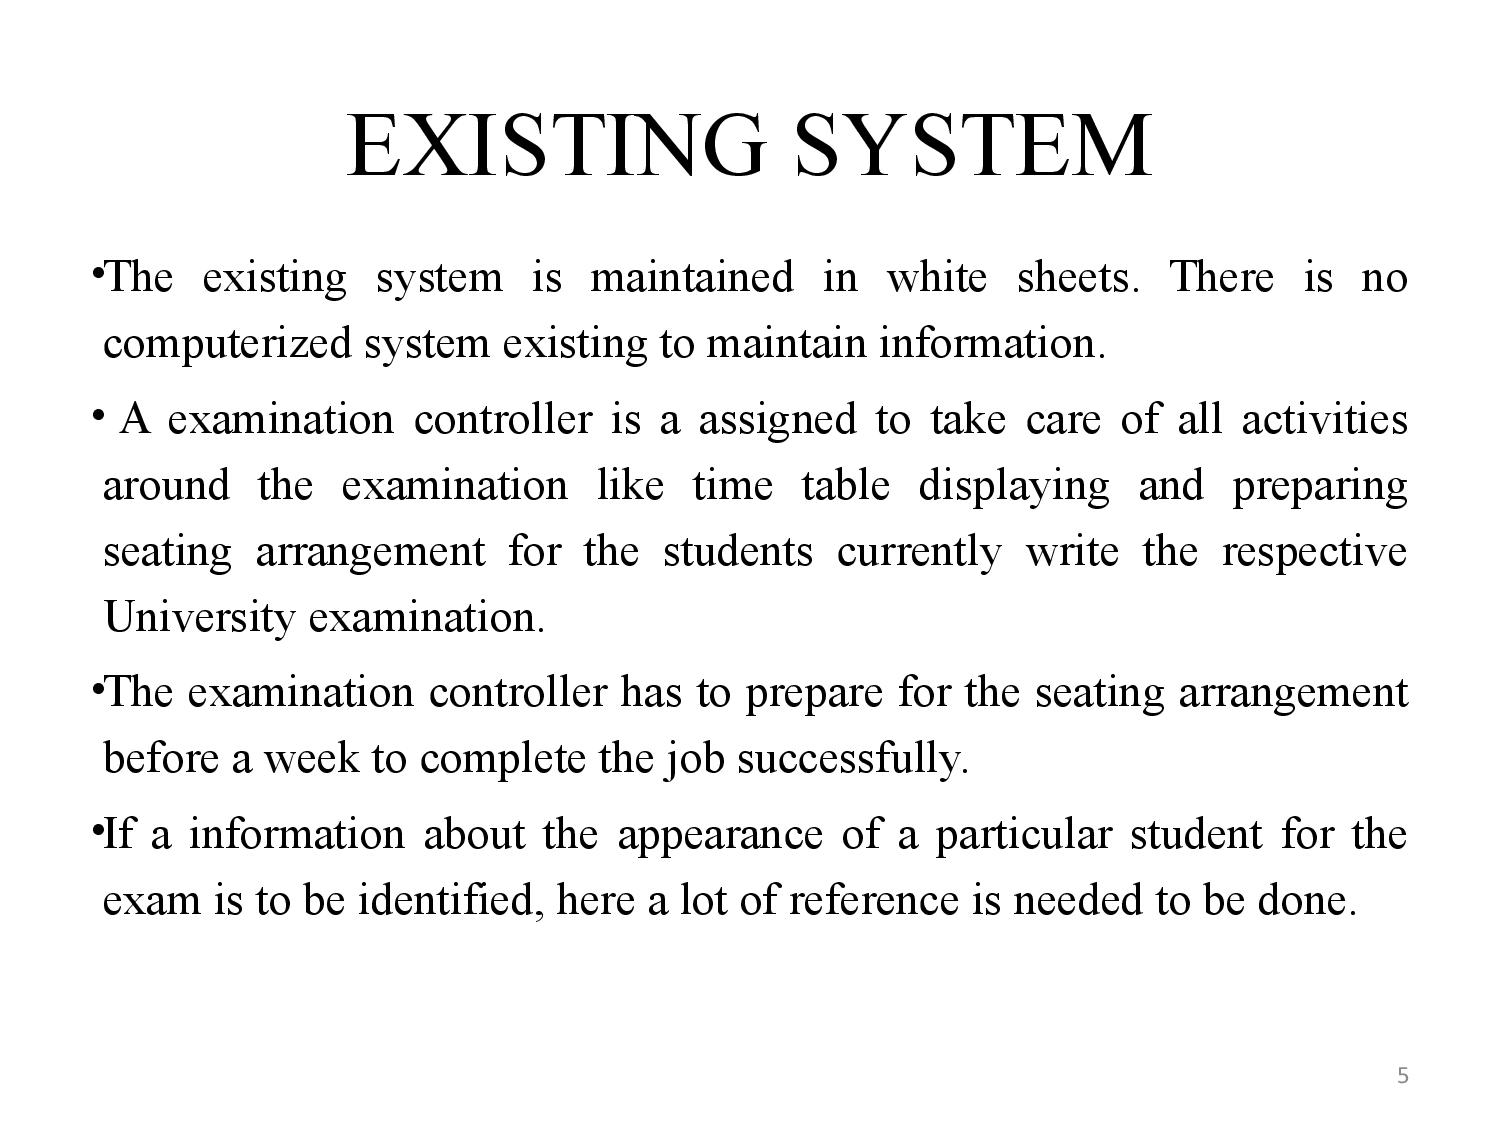 EXISTING SYSTEM
•The existing system is maintained in white sheets. There is no
computerized system existing to maintain information.
• A examination controller is a assigned to take care of all activities
around the examination like time table displaying and preparing
seating arrangement for the students currently write the respective
University examination.
•The examination controller has to prepare for the seating arrangement
before a week to complete the job successfully.
•If a information about the appearance of a particular student for the
exam is to be identified, here a lot of reference is needed to be done.
5